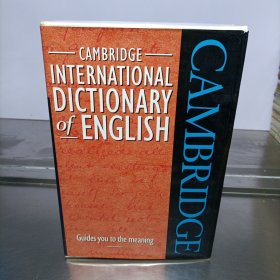 CAMBRIDGE
INTERNATIONAL
DICTIONARY
of ENGLISH
Guides you to the meaning
CAMBRIDGE